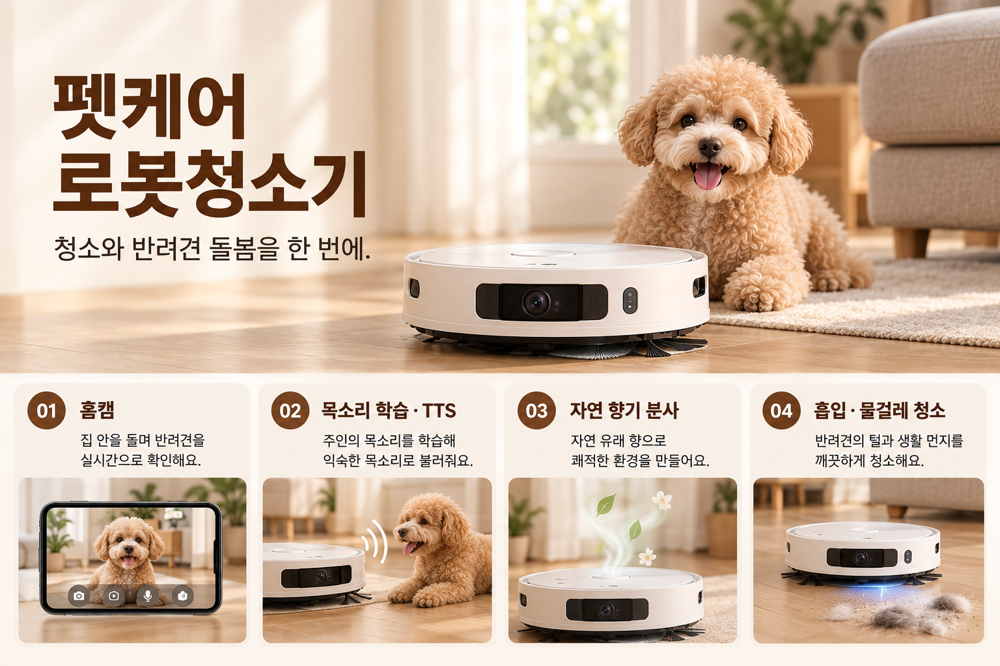 펫케어
로봇청소기
청소와 반려견 돌봄을 한 번에.
01 홈캠
집 안을 돌며 반려견을
실시간으로 확인해요.
02 목소리 학습 · TTS
주인의 목소리를 학습해
익숙한 목소리로 불러줘요.
03 자연 향기 분사
자연 유래 향으로
쾌적한 환경을 만들어요.
04 흡입 · 물걸레 청소
반려견의 털과 생활 먼지를
깨끗하게 청소해요.